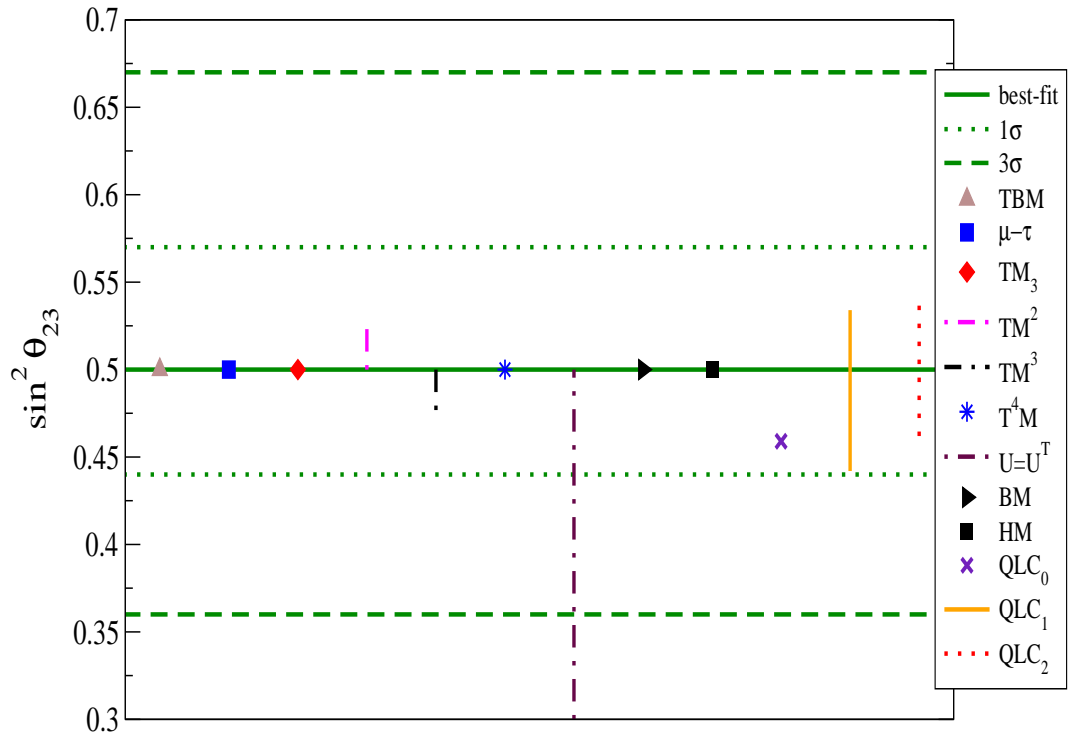 0.7
0.65
0.6
0.55
0.5
0.45
0.4
0.35
0.3
sin² θ₂₃
best-fit
1σ
3σ
TBM
μ−τ
TM₃
TM²
TM³
T⁴M
U=Uᵀ
BM
HM
QLC₀
QLC₁
QLC₂